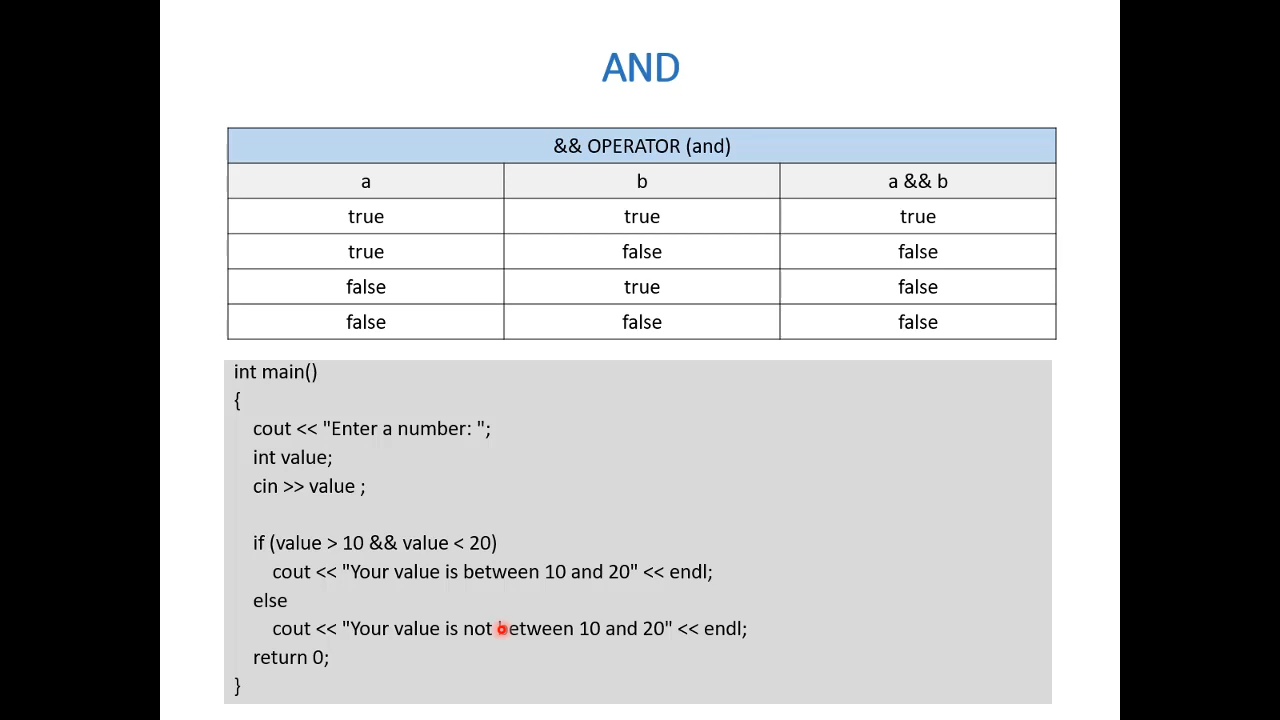 AND
&& OPERATOR (and)
a b a && b
true true true
true false false
false true false
false false false
int main()
{
cout << "Enter a number: ";
int value;
cin >> value ;
if (value > 10 && value < 20)
cout << "Your value is between 10 and 20" << endl;
else
cout << "Your value is not between 10 and 20" << endl;
return 0;
}